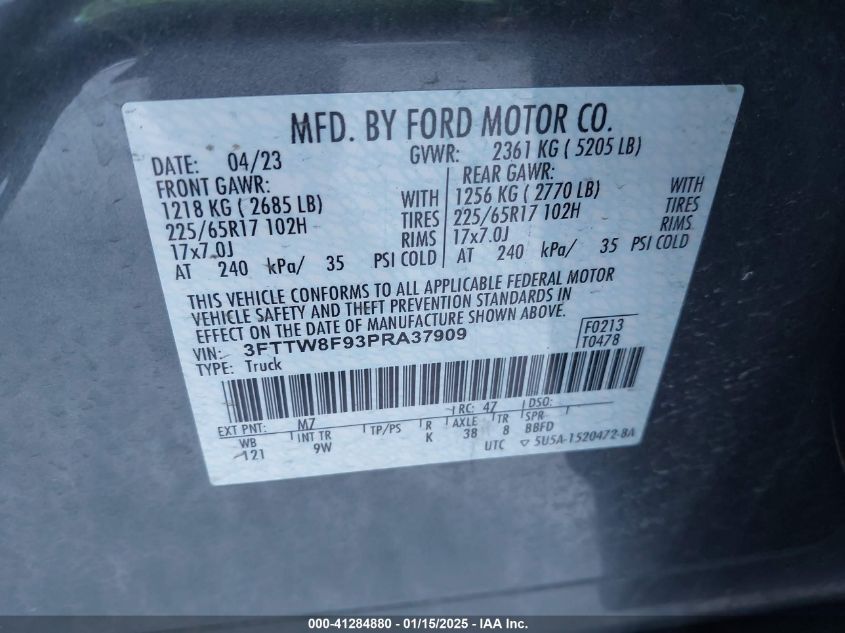 MFD. BY FORD MOTOR CO.
DATE: 04/23 GVWR: 2361 KG ( 5205 LB)
FRONT GAWR: REAR GAWR:
1218 KG ( 2685 LB) WITH 1256 KG ( 2770 LB) WITH
225/65R17 102H TIRES 225/65R17 102H TIRES
17x7.0J RIMS 17x7.0J RIMS
AT 240 kPa/ 35 PSI COLD AT 240 kPa/ 35 PSI COLD
THIS VEHICLE CONFORMS TO ALL APPLICABLE FEDERAL MOTOR
VEHICLE SAFETY AND THEFT PREVENTION STANDARDS IN
EFFECT ON THE DATE OF MANUFACTURE SHOWN ABOVE.
VIN: 3FTTW8F93PRA37909 F0213
TYPE: Truck T0478
EXT PNT: M7 RC: 47 DSO:
WB INT TR TP/PS R AXLE TR SPR
121 9W K 38 8 BBFD
UTC ▽ 5U5A-1520472-8A
000-41284880 - 01/15/2025 - IAA Inc.